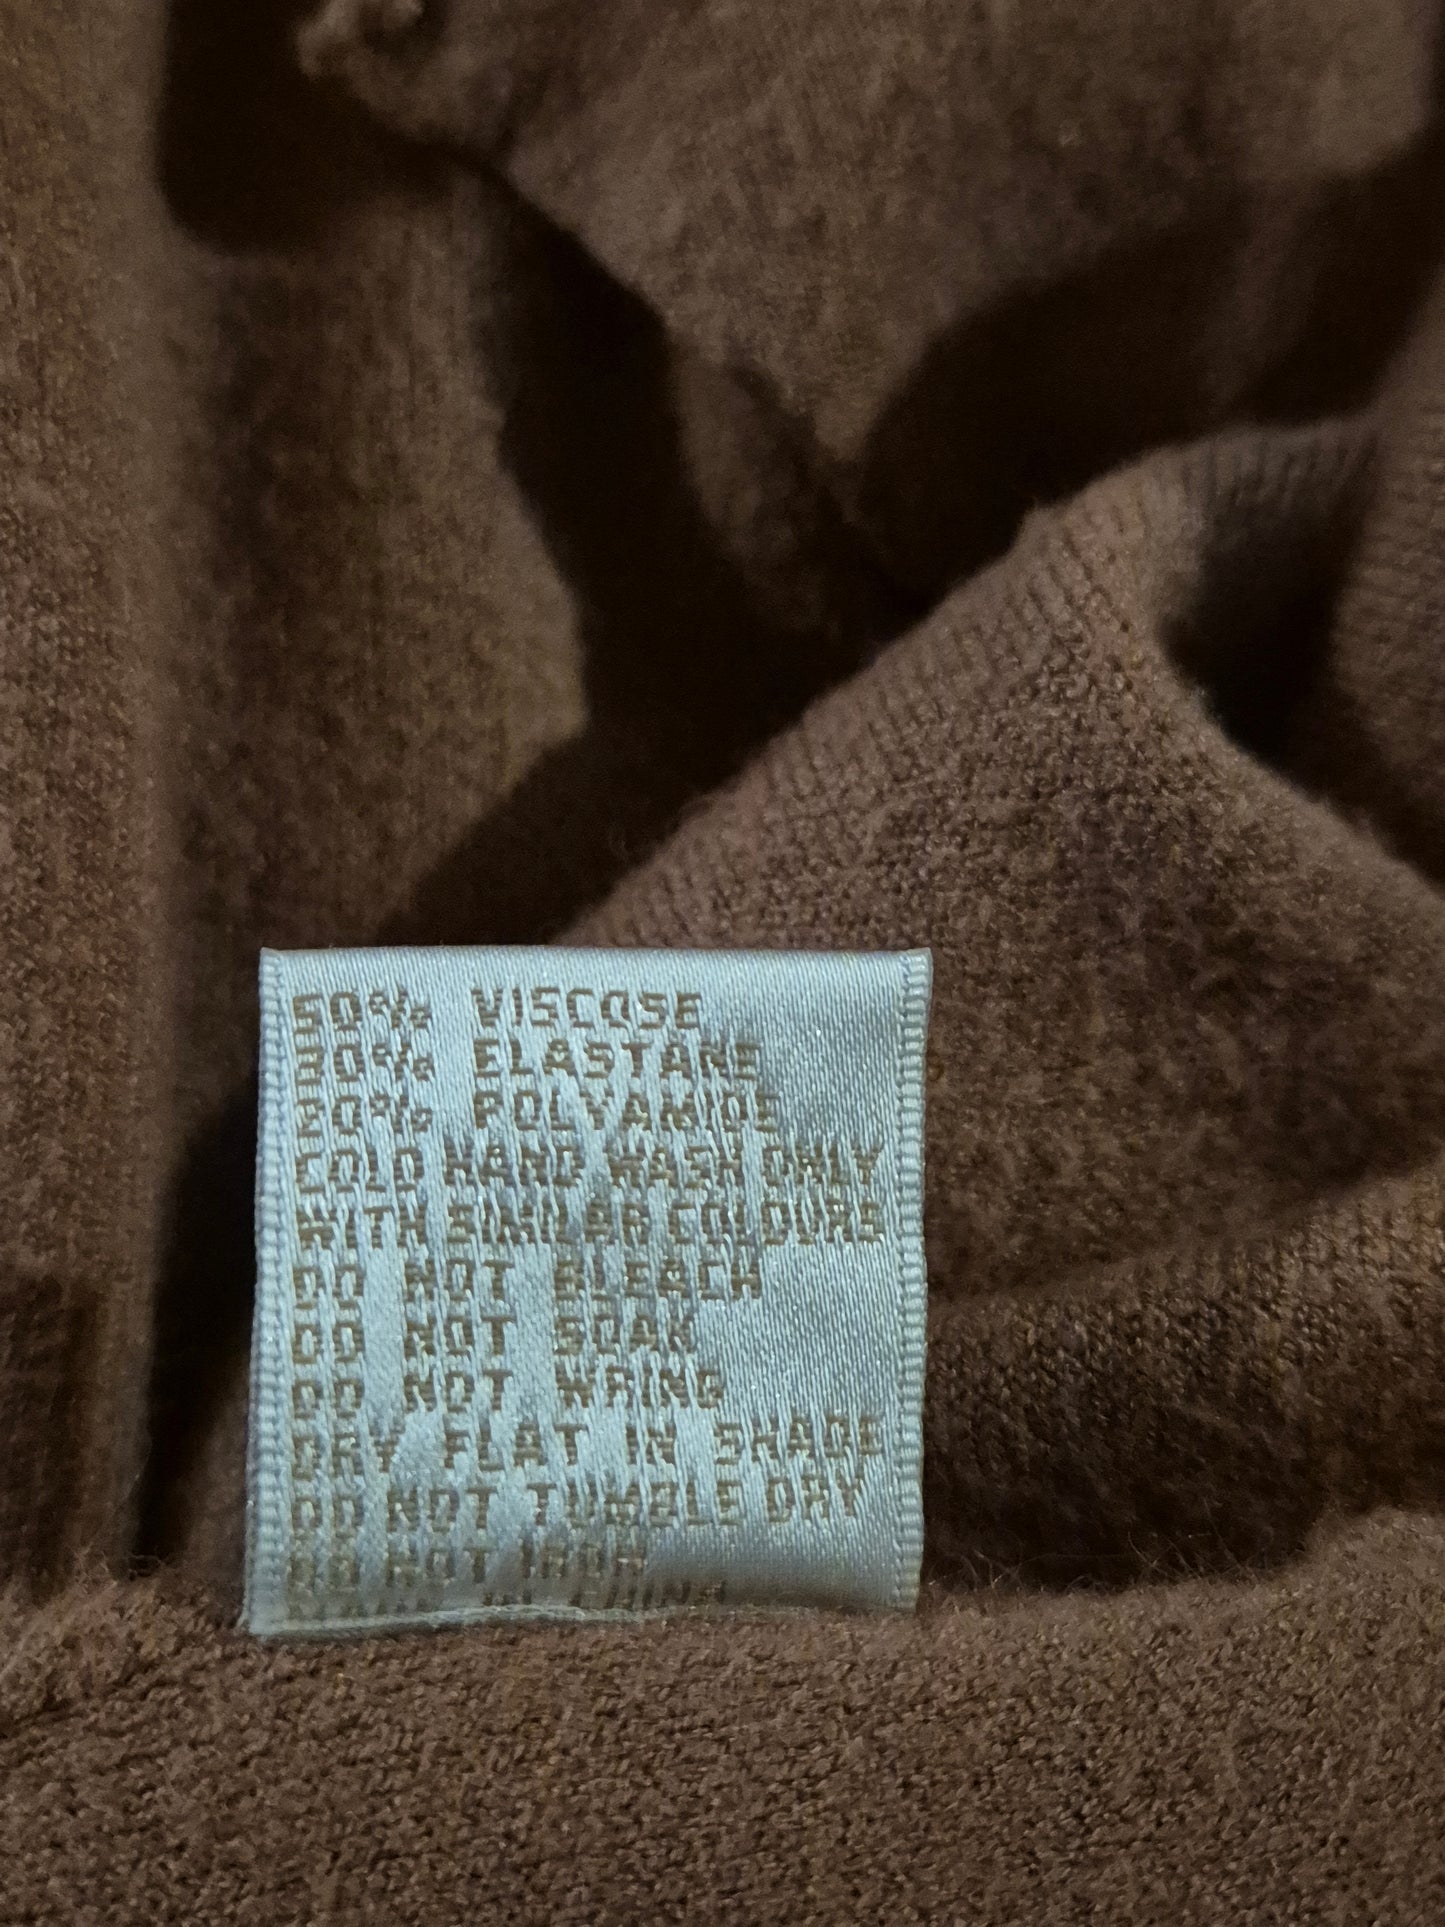 50% VISCOSE
30% ELASTANE
20% POLYAMIDE
COLD HAND WASH ONLY
WITH SIMILAR COLOURS
DO NOT BLEACH
DO NOT SOAK
DO NOT WRING
DRY FLAT IN SHADE
DO NOT TUMBLE DRY
DO NOT IRON